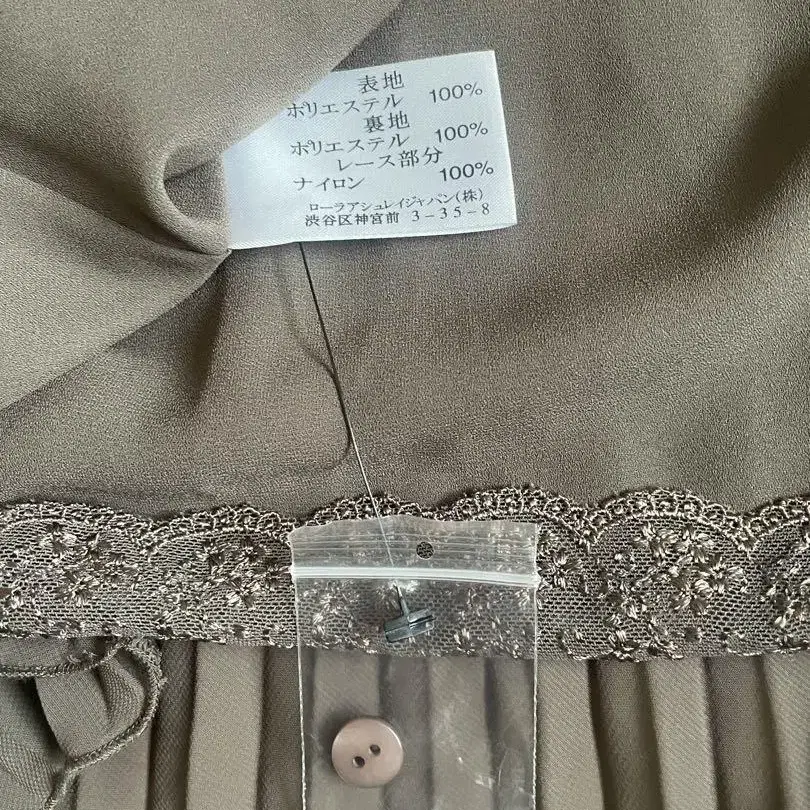 表地
ポリエステル 100%
裏地
ポリエステル 100%
レース部分
ナイロン 100%
ローラアシュレイジャパン(株)
渋谷区神宮前 3-35-8